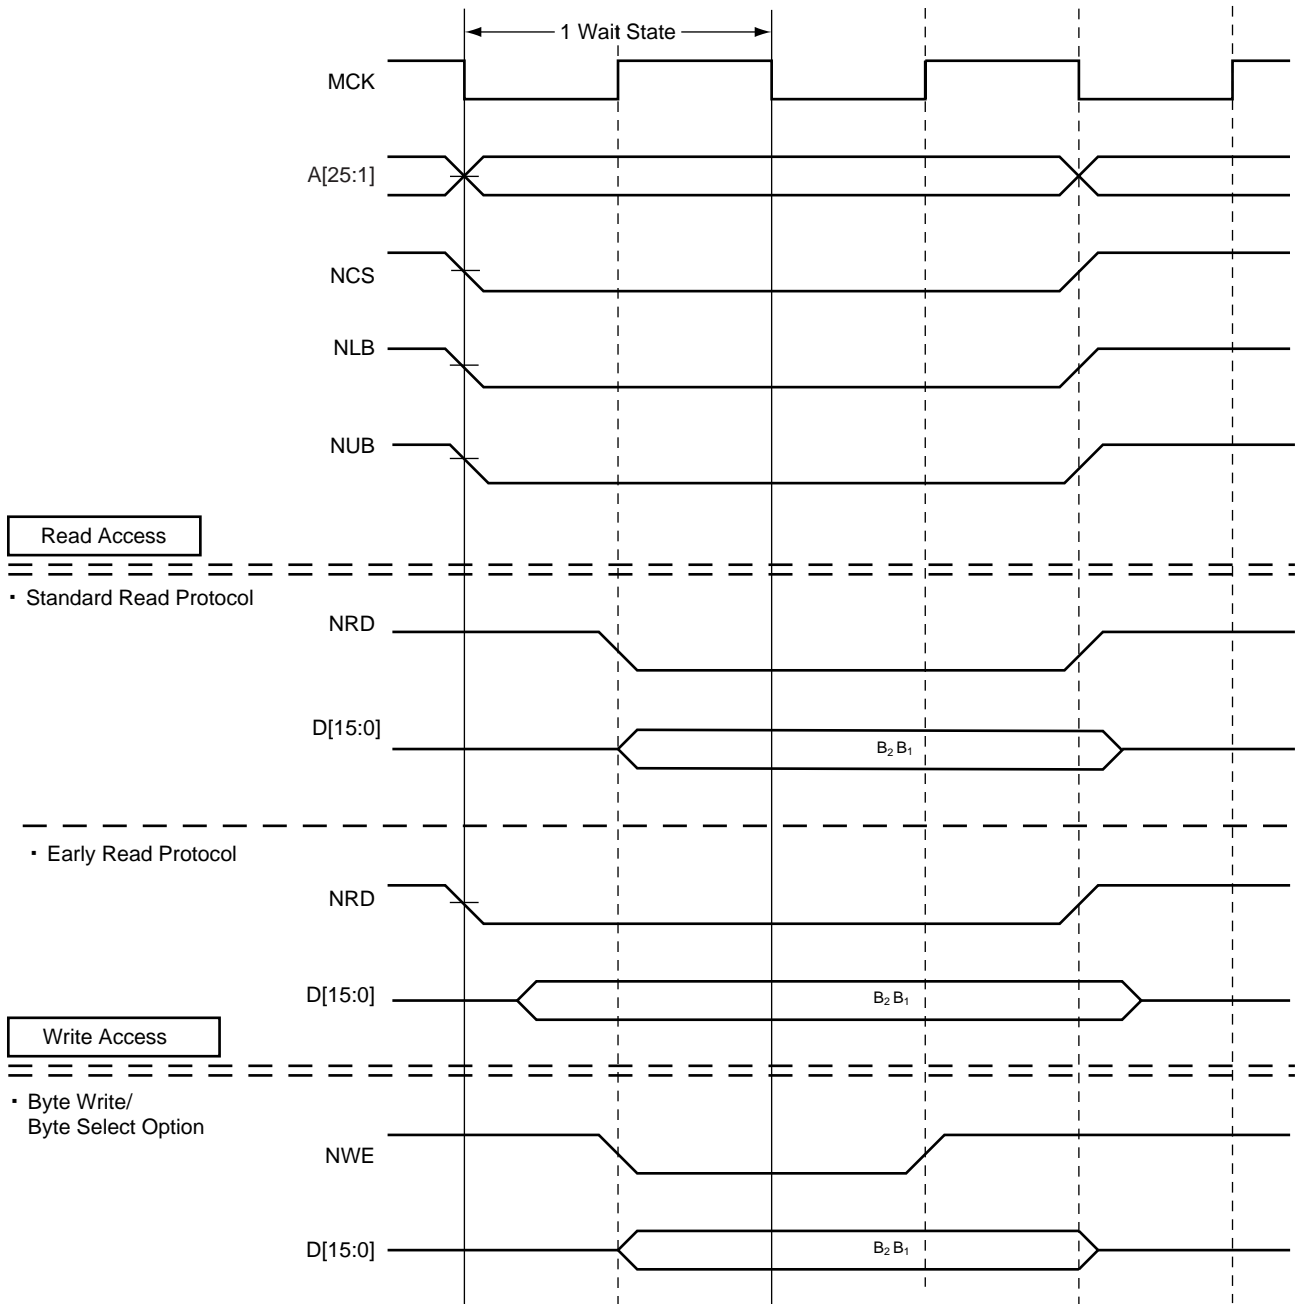 1 Wait State
MCK
A[25:1]
NCS
NLB
NUB
Read Access
· Standard Read Protocol
NRD
D[15:0]
B₂ B₁
· Early Read Protocol
NRD
D[15:0]
B₂ B₁
Write Access
· Byte Write/
Byte Select Option
NWE
D[15:0]
B₂ B₁